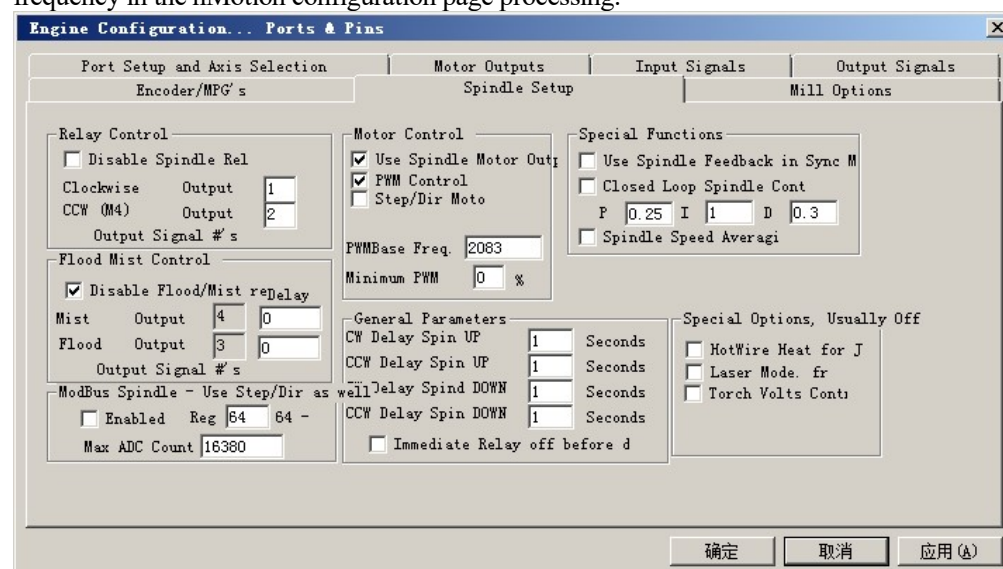 frequency in the nMotion configuration page processing.
Engine Configuration... Ports & Pins
Port Setup and Axis Selection Motor Outputs Input Signals Output Signals
Encoder/MPG's Spindle Setup Mill Options
Relay Control
Disable Spindle Rel
Clockwise Output 1
CCW (M4) Output 2
Output Signal #'s
Flood Mist Control
Disable Flood/Mist re Delay
Mist Output 4 0
Flood Output 3 0
Output Signal #'s
ModBus Spindle - Use Step/Dir as well
Enabled Reg 64 64 -
Max ADC Count 16380
Motor Control
Use Spindle Motor Outp
PWM Control
Step/Dir Moto
PWMBase Freq. 2083
Minimum PWM 0 %
General Parameters
CW Delay Spin UP 1 Seconds
CCW Delay Spin UP 1 Seconds
CW Delay Spind DOWN 1 Seconds
CCW Delay Spin DOWN 1 Seconds
Immediate Relay off before d
Special Functions
Use Spindle Feedback in Sync M
Closed Loop Spindle Cont
P 0.25 I 1 D 0.3
Spindle Speed Averagi
Special Options, Usually Off
HotWire Heat for J
Laser Mode. fr
Torch Volts Cont
确定 取消 应用(A)